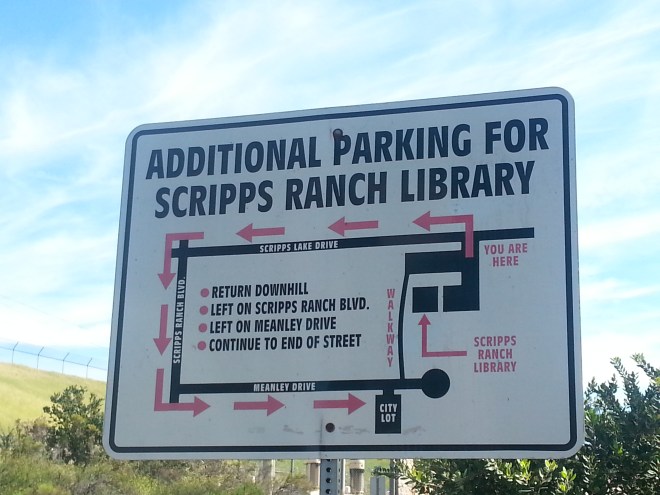 ADDITIONAL PARKING FOR
SCRIPPS RANCH LIBRARY
SCRIPPS LAKE DRIVE
YOU ARE
HERE
SCRIPPS RANCH BLVD.
RETURN DOWNHILL
LEFT ON SCRIPPS RANCH BLVD.
LEFT ON MEANLEY DRIVE
CONTINUE TO END OF STREET
WALKWAY
SCRIPPS
RANCH
LIBRARY
MEANLEY DRIVE
CITY
LOT